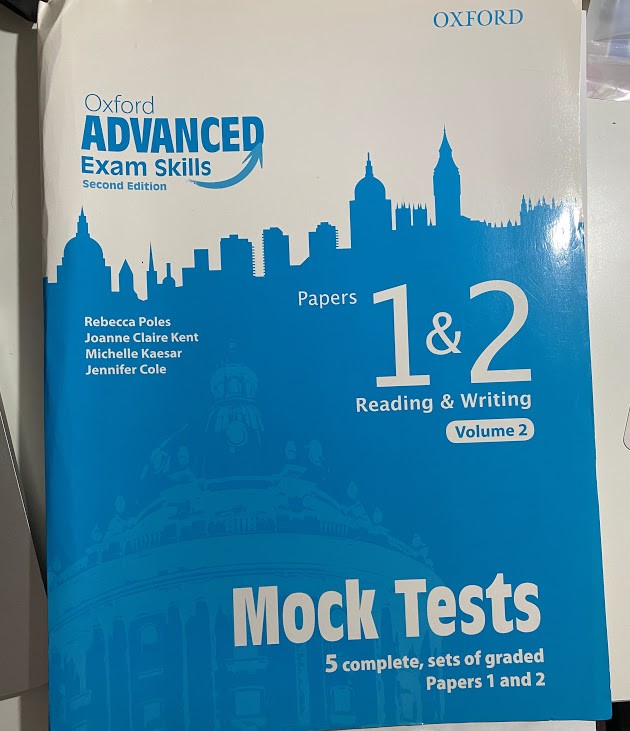 OXFORD
Oxford
ADVANCED
Exam Skills
Second Edition
Papers
1 & 2
Rebecca Poles
Joanne Claire Kent
Michelle Kaesar
Jennifer Cole
Reading & Writing
Volume 2
Mock Tests
5 complete, sets of graded
Papers 1 and 2